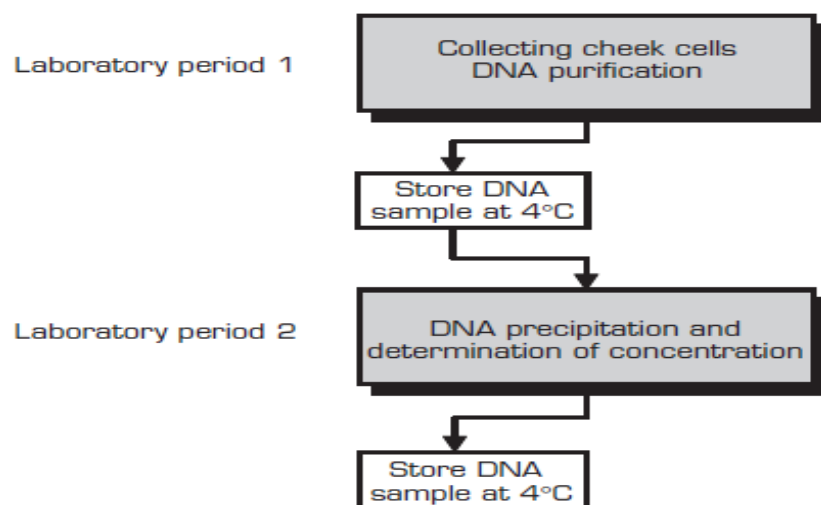 Laboratory period 1
Collecting cheek cells
DNA purification
Store DNA
sample at 4°C
Laboratory period 2
DNA precipitation and
determination of concentration
Store DNA
sample at 4°C